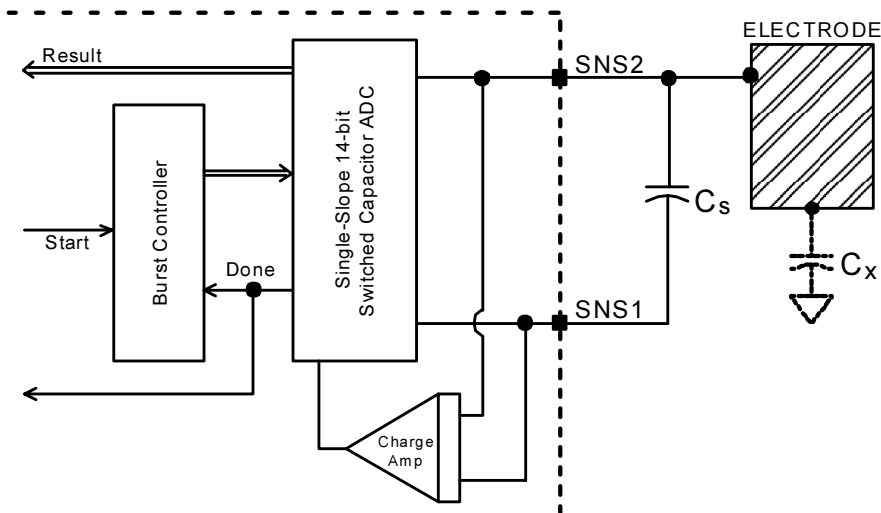 ELECTRODE
Result
SNS2
Burst Controller
Single-Slope 14-bit
Switched Capacitor ADC
Cs
Start
Done
Cx
SNS1
Charge
Amp